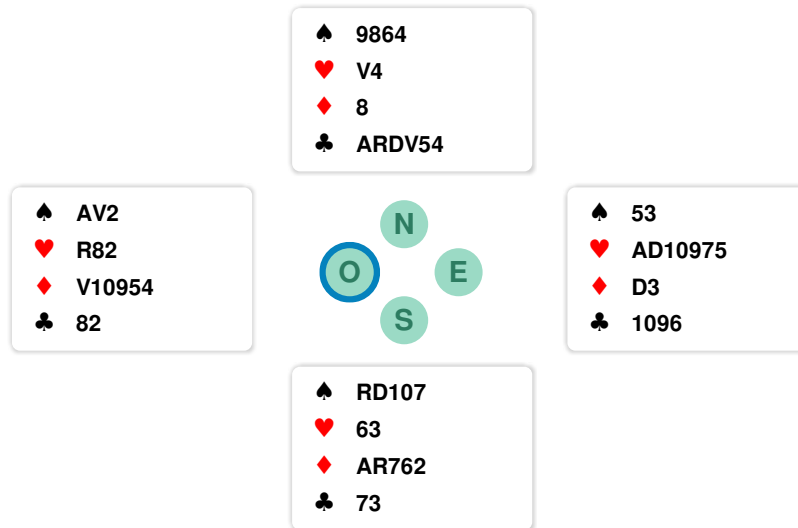 ♠ 9864
♥ V4
♦ 8
♣ ARDV54
♠ AV2
♥ R82
♦ V10954
♣ 82
N
O E
S
♠ 53
♥ AD10975
♦ D3
♣ 1096
♠ RD107
♥ 63
♦ AR762
♣ 73